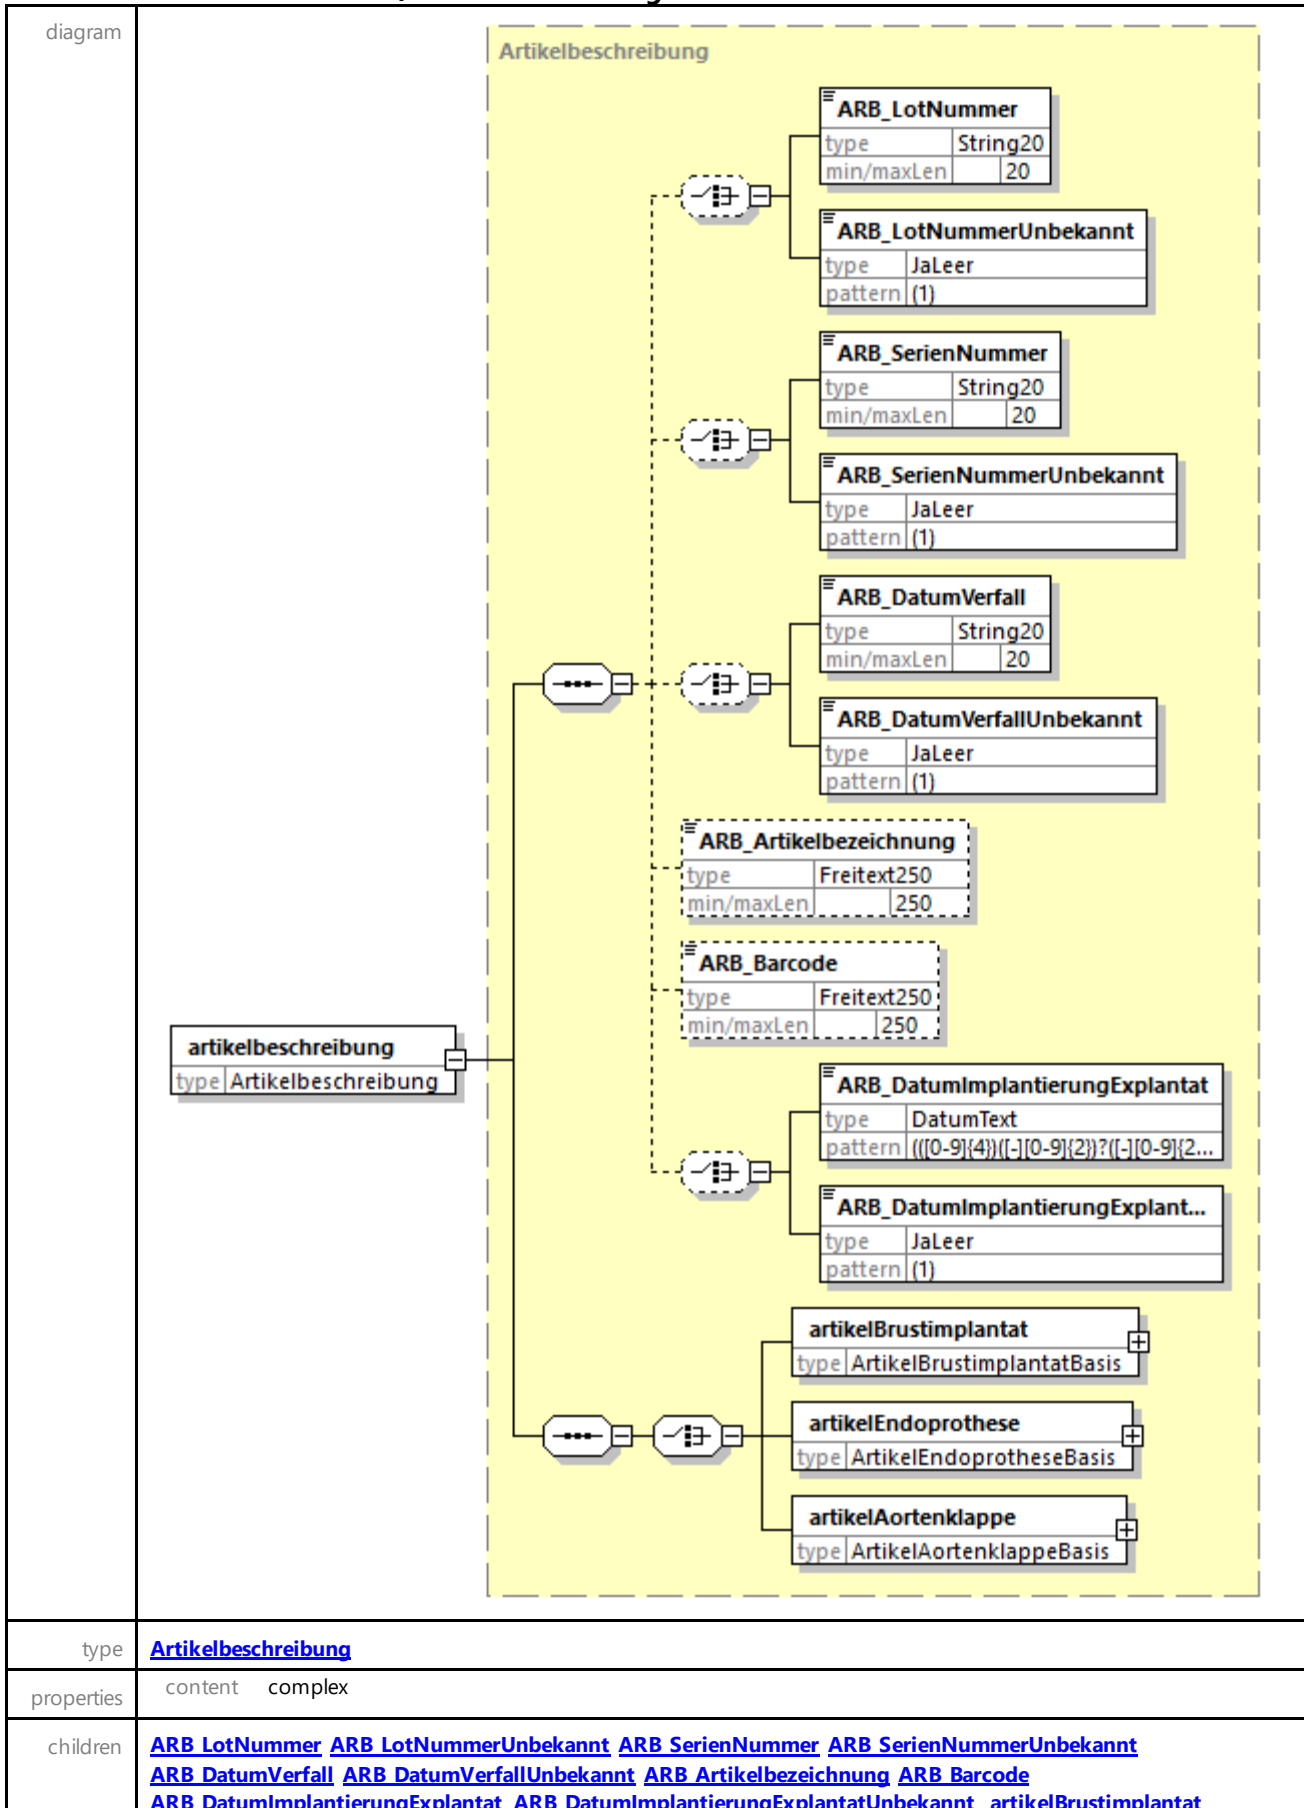 diagram
Artikelbeschreibung
ARB_LotNummer
type String20
min/maxLen 20
ARB_LotNummerUnbekannt
type JaLeer
pattern (1)
ARB_SerienNummer
type String20
min/maxLen 20
ARB_SerienNummerUnbekannt
type JaLeer
pattern (1)
ARB_DatumVerfall
type String20
min/maxLen 20
ARB_DatumVerfallUnbekannt
type JaLeer
pattern (1)
ARB_Artikelbezeichnung
type Freitext250
min/maxLen 250
ARB_Barcode
type Freitext250
min/maxLen 250
artikelbeschreibung
type Artikelbeschreibung
ARB_DatumImplantierungExplantat
type DatumText
pattern (([0-9]{4})([-][0-9]{2})?([-][0-9]{2...
ARB_DatumImplantierungExplant...
type JaLeer
pattern (1)
artikelBrustimplantat
type ArtikelBrustimplantatBasis
artikelEndoprothese
type ArtikelEndoprotheseBasis
artikelAortenklappe
type ArtikelAortenklappeBasis
type Artikelbeschreibung
properties content complex
children ARB_LotNummer ARB_LotNummerUnbekannt ARB_SerienNummer ARB_SerienNummerUnbekannt
ARB_DatumVerfall ARB_DatumVerfallUnbekannt ARB_Artikelbezeichnung ARB_Barcode
ARB_DatumImplantierungExplantat ARB_DatumImplantierungExplantatUnbekannt artikelBrustimplantat